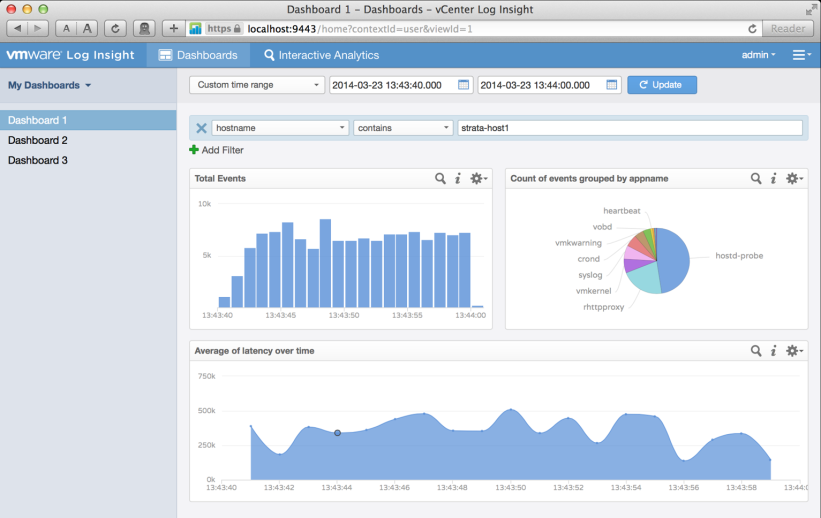 Dashboard 1 – Dashboards – vCenter Log Insight
A A + https localhost:9443/home?contextId=user&viewId=1 Reader
vmware Log Insight Dashboards Interactive Analytics admin
My Dashboards
Custom time range 2014-03-23 13:43:40.000 2014-03-23 13:44:00.000 Update
Dashboard 1
Dashboard 2
Dashboard 3
hostname contains strata-host1
Add Filter
Total Events
10k
5k
13:43:40 13:43:45 13:43:50 13:43:55 13:44:00
Count of events grouped by appname
heartbeat
vobd
vmkwarning
crond
syslog
vmkernel
rhttpproxy
hostd-probe
Average of latency over time
750k
500k
250k
0k
13:43:40 13:43:42 13:43:44 13:43:46 13:43:48 13:43:50 13:43:52 13:43:54 13:43:56 13:43:58